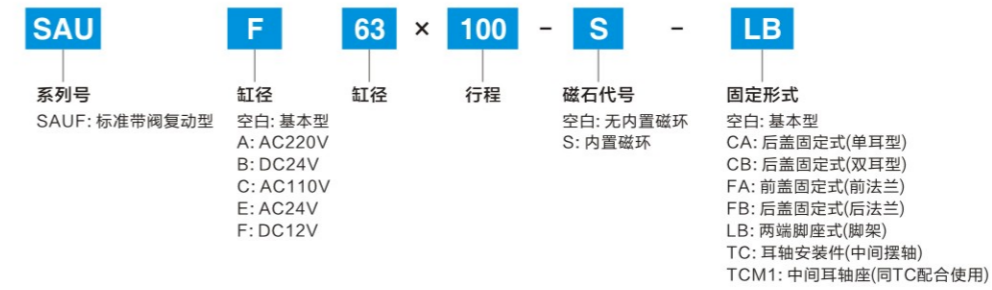 SAU F 63 × 100 - S - LB
系列号 缸径 缸径 行程 磁石代号 固定形式
SAUF: 标准带阀复动型 空白: 基本型 空白: 无内置磁环 空白: 基本型
A: AC220V S: 内置磁环 CA: 后盖固定式(单耳型)
B: DC24V CB: 后盖固定式(双耳型)
C: AC110V FA: 前盖固定式(前法兰)
E: AC24V FB: 后盖固定式(后法兰)
F: DC12V LB: 两端脚座式(脚架)
TC: 耳轴安装件(中间摆轴)
TCM1: 中间耳轴座(同TC配合使用)